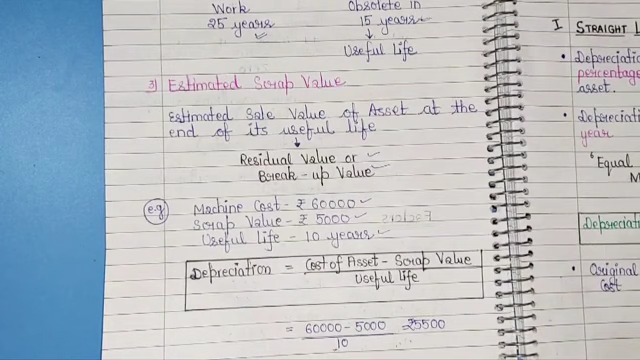 Work
25 years
Obsolete in
15 years
Useful Life
3) Estimated Scrap Value
Estimated Sale Value of Asset at the
end of its useful life
Residual Value or
Break-up Value
e.g
Machine Cost - ₹ 60000
Scrap Value - ₹ 5000
Useful life - 10 years
Depreciation = Cost of Asset - Scrap Value
Useful life
= 60000 - 5000 = 25500
10
I STRAIGHT L
• Depreciatio
percentage
asset.
• Depreciati
year
"Equal
M
Depreciati
• Original
Cost